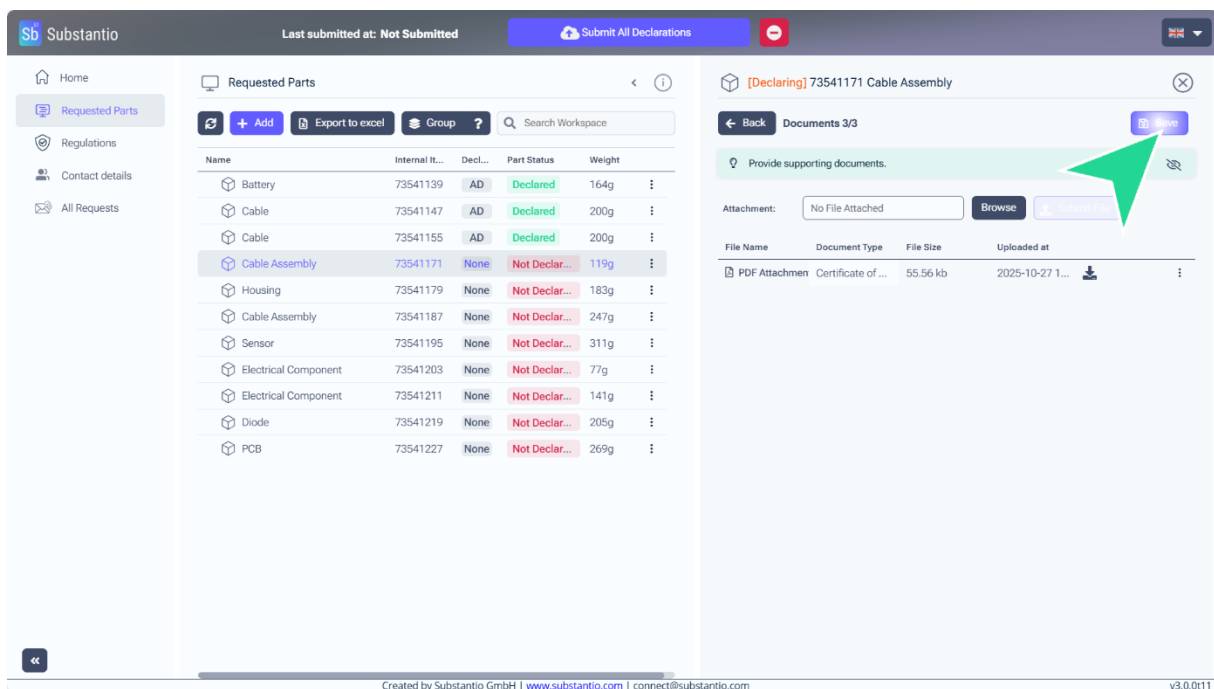 Sb Substantio
Last submitted at: Not Submitted
Submit All Declarations
Home
Requested Parts
Regulations
Contact details
All Requests
Requested Parts
+ Add
Export to excel
Group ?
Search Workspace
Name Internal It... Decl... Part Status Weight
Battery 73541139 AD Declared 164g
Cable 73541147 AD Declared 200g
Cable 73541155 AD Declared 200g
Cable Assembly 73541171 None Not Declar... 119g
Housing 73541179 None Not Declar... 183g
Cable Assembly 73541187 None Not Declar... 247g
Sensor 73541195 None Not Declar... 311g
Electrical Component 73541203 None Not Declar... 77g
Electrical Component 73541211 None Not Declar... 141g
Diode 73541219 None Not Declar... 205g
PCB 73541227 None Not Declar... 269g
[Declaring] 73541171 Cable Assembly
Back
Documents 3/3
Save
Provide supporting documents.
Attachment:
No File Attached
Browse
Submit File
File Name Document Type File Size Uploaded at
PDF Attachmen Certificate of ... 55.56 kb 2025-10-27 1...
Created by Substantio GmbH | www.substantio.com | connect@substantio.com
v3.0.0t11